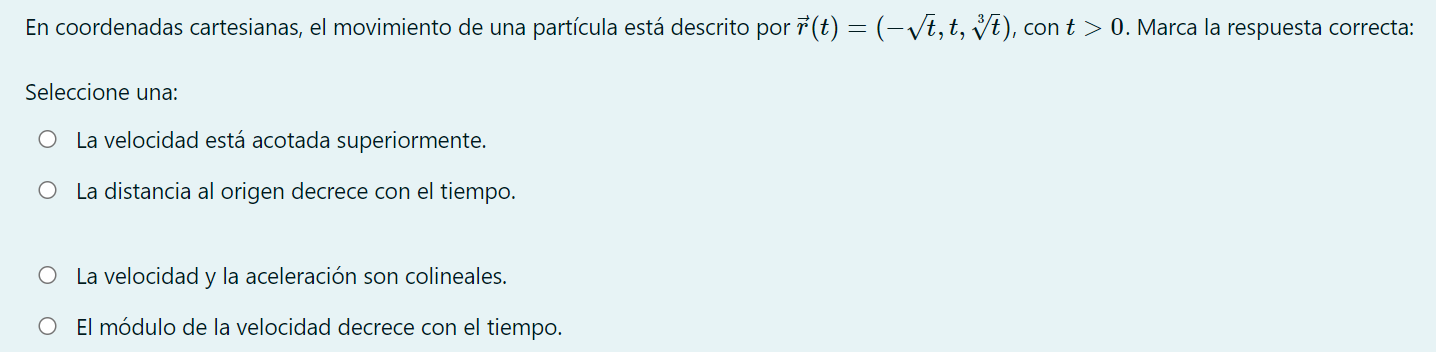 En coordenadas cartesianas, el movimiento de una partícula está descrito por $\vec{r}(t) = (-\sqrt{t}, t, \sqrt[3]{t})$, con $t > 0$. Marca la respuesta correcta:
Seleccione una:
La velocidad está acotada superiormente.
La distancia al origen decrece con el tiempo.
La velocidad y la aceleración son colineales.
El módulo de la velocidad decrece con el tiempo.